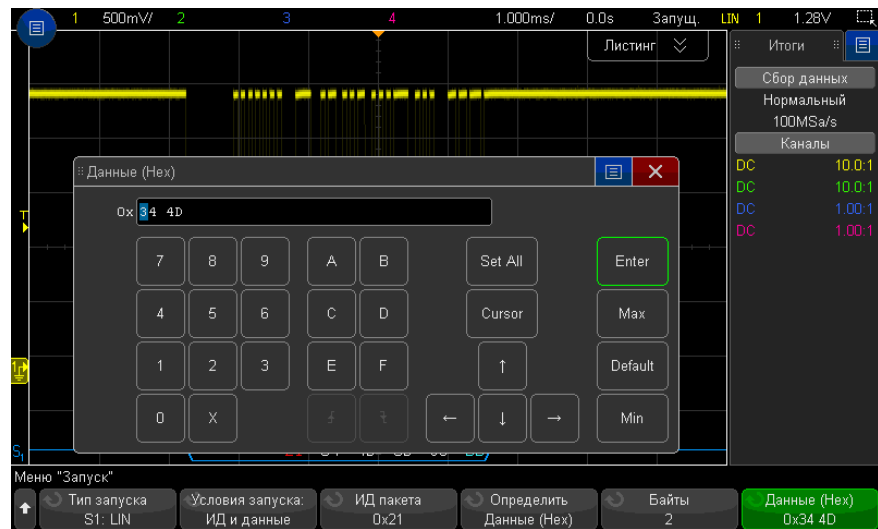 1 500mV/ 2 3 4 1.000ms/ 0.0s Запущ. LIN 1 1.28V
Листинг
Итоги
Сбор данных
Нормальный
100MSa/s
Каналы
DC 10.0:1
DC 10.0:1
DC 1.00:1
DC 1.00:1
T
1
S1
Данные (Hex)
0x 34 4D
7 8 9 A B Set All Enter
4 5 6 C D Cursor Max
1 2 3 E F ↑ Default
0 X ← ↓ → Min
Меню "Запуск"
Тип запуска
S1: LIN
Условия запуска:
ИД и данные
ИД пакета
0x21
Определить
Данные (Hex)
Байты
2
Данные (Hex)
0x34 4D